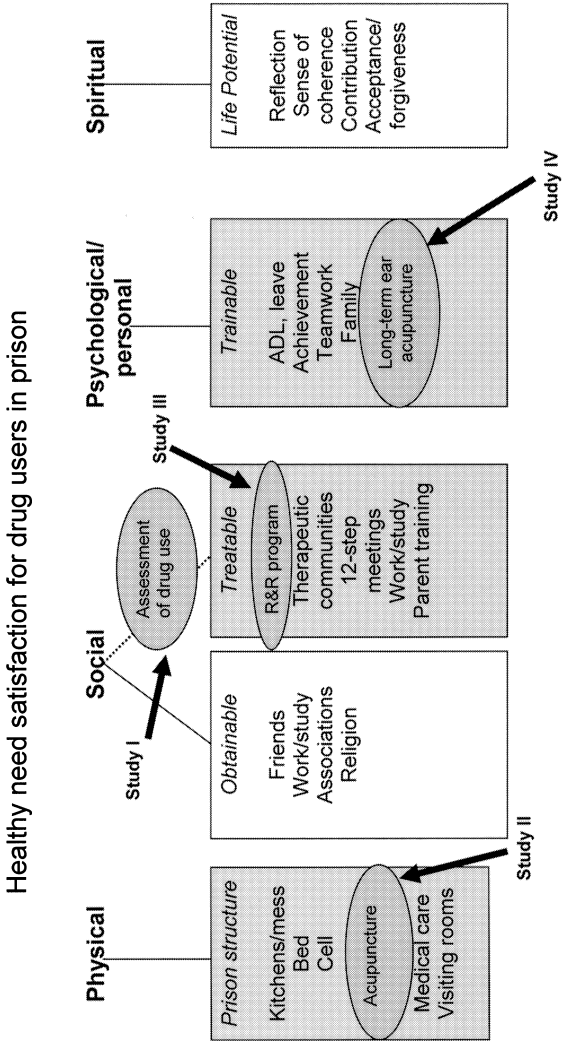 Healthy need satisfaction for drug users in prison
Physical
Prison structure
Kitchens/mess
Bed
Cell
Acupuncture
Medical care
Visiting rooms
Study II
Social
Study I
Assessment
of drug use
Obtainable
Friends
Work/study
Associations
Religion
Treatable
R&R program
Therapeutic
communities
12-step
meetings
Work/study
Parent training
Study III
Psychological/
personal
Trainable
ADL, leave
Achievement
Teamwork
Family
Long-term ear
acupuncture
Study IV
Spiritual
Life Potential
Reflection
Sense of
coherence
Contribution
Acceptance/
forgiveness